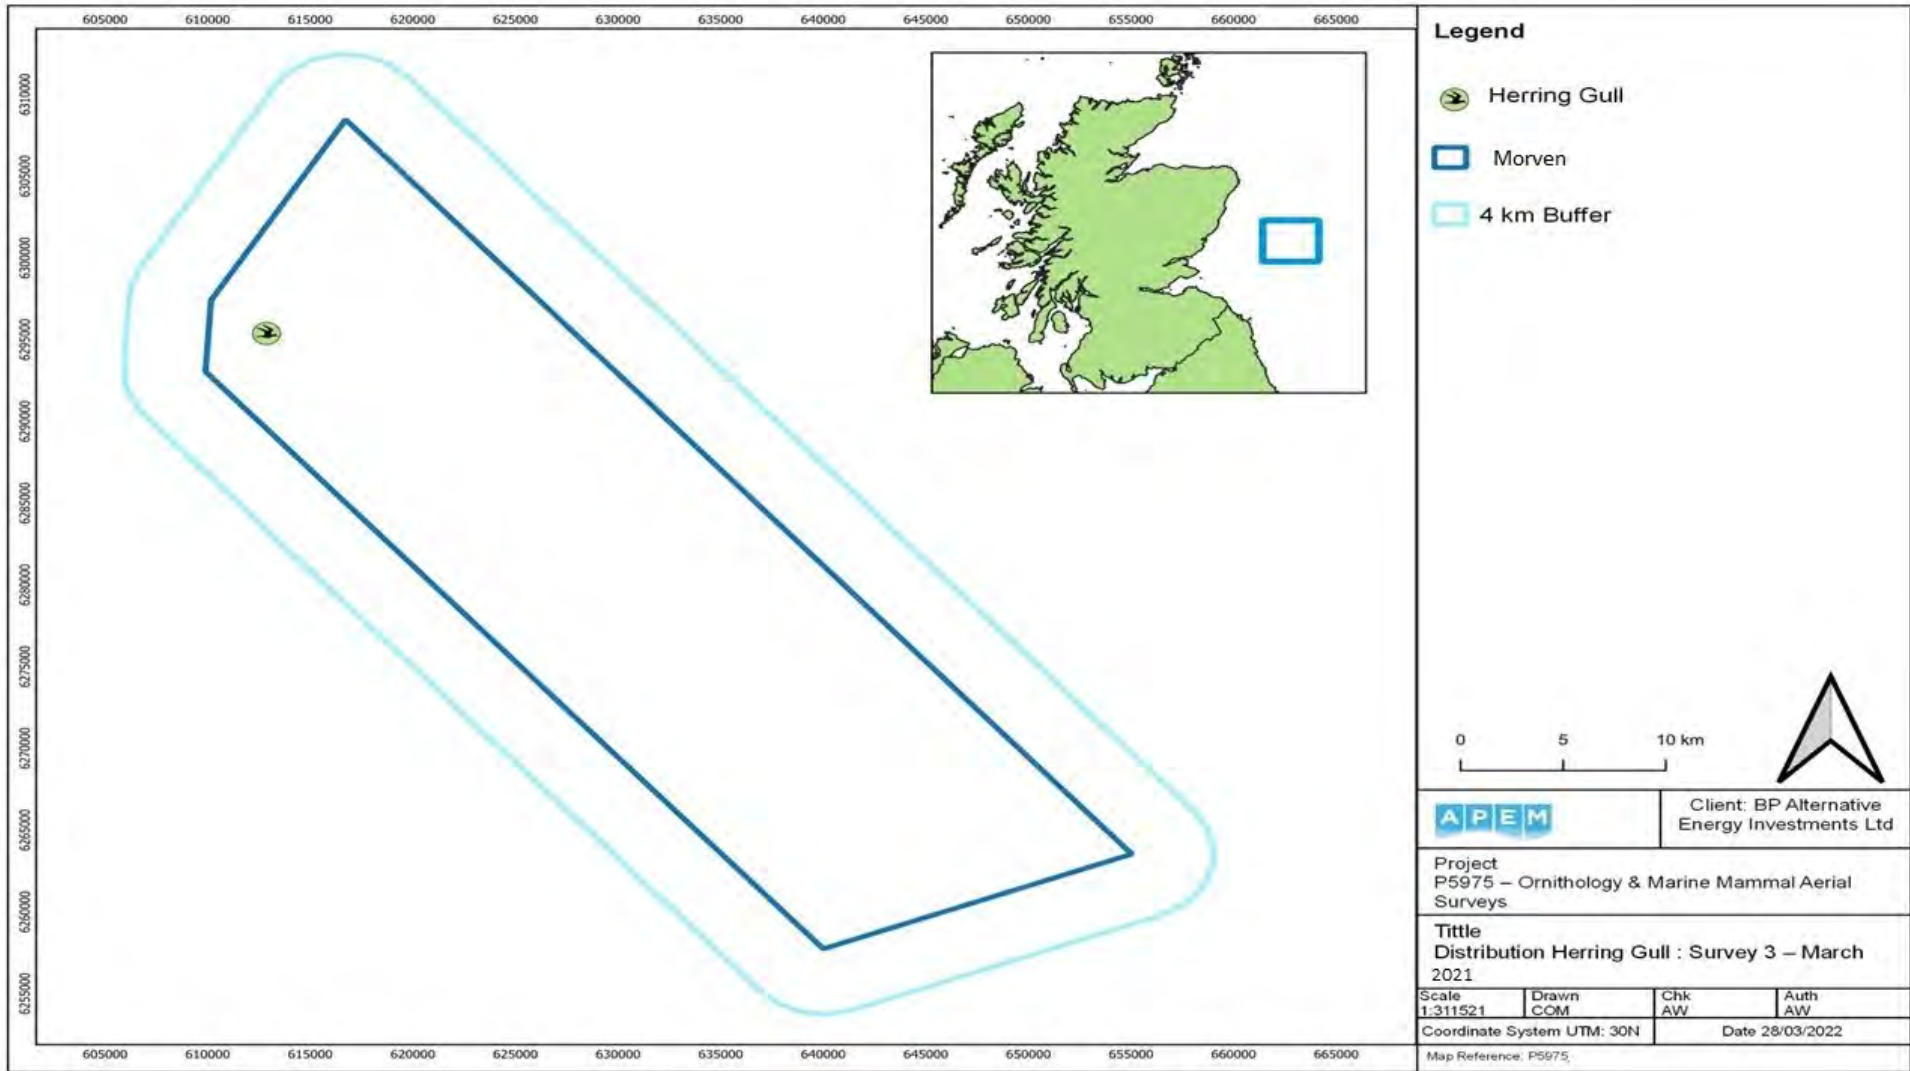 605000 610000 615000 620000 625000 630000 635000 640000 645000 650000 655000 660000 665000
6310000
6305000
6300000
6295000
6290000
6285000
6280000
6275000
6270000
6265000
6260000
6255000
605000 610000 615000 620000 625000 630000 635000 640000 645000 650000 655000 660000 665000
Legend
Herring Gull
Morven
4 km Buffer
0 5 10 km
APEM
Client: BP Alternative
Energy Investments Ltd
Project
P5975 – Ornithology & Marine Mammal Aerial
Surveys
Tittle
Distribution Herring Gull : Survey 3 – March
2021
Scale
1:311521
Drawn
COM
Chk
AW
Auth
AW
Coordinate System UTM: 30N
Date 28/03/2022
Map Reference: P5975